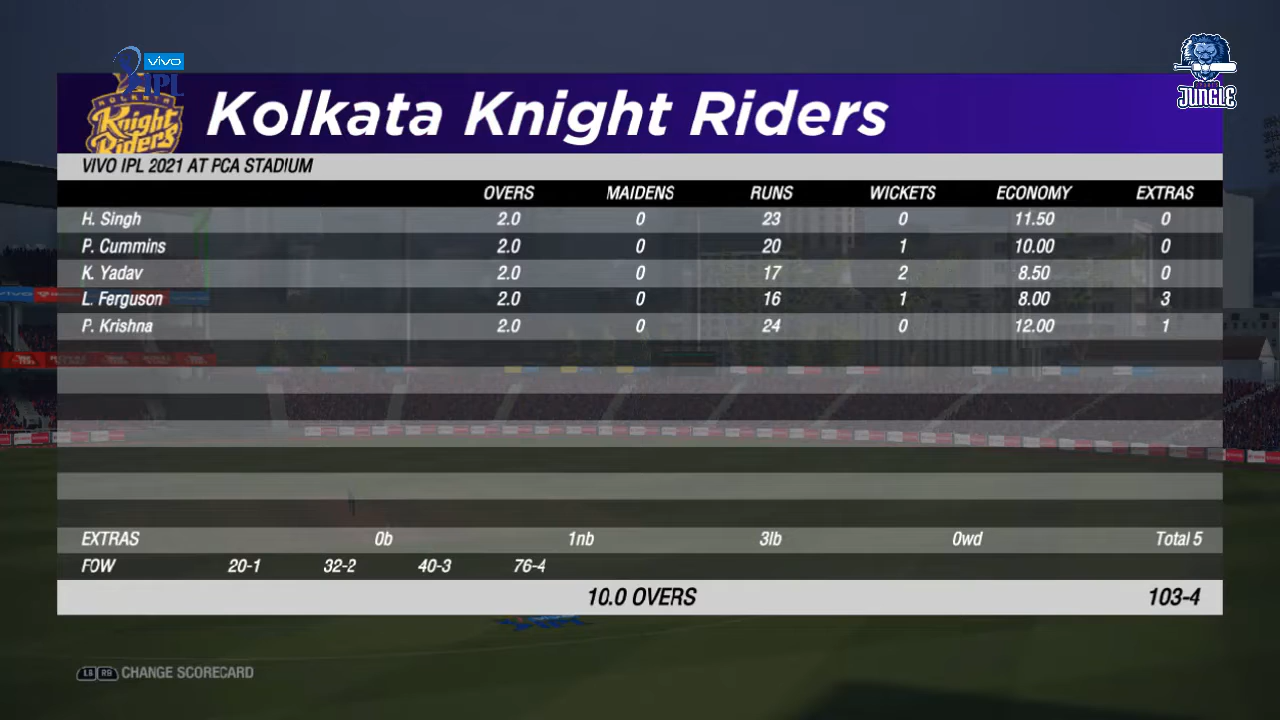 vivo
IPL
KOLKATA
Knight
Riders
Kolkata Knight Riders
JUNGLE
VIVO IPL 2021 AT PCA STADIUM
OVERS MAIDENS RUNS WICKETS ECONOMY EXTRAS
H. Singh 2.0 0 23 0 11.50 0
P. Cummins 2.0 0 20 1 10.00 0
K. Yadav 2.0 0 17 2 8.50 0
L. Ferguson 2.0 0 16 1 8.00 3
P. Krishna 2.0 0 24 0 12.00 1
EXTRAS 0b 1nb 3lb 0wd Total 5
FOW 20-1 32-2 40-3 76-4
10.0 OVERS 103-4
LB RB CHANGE SCORECARD